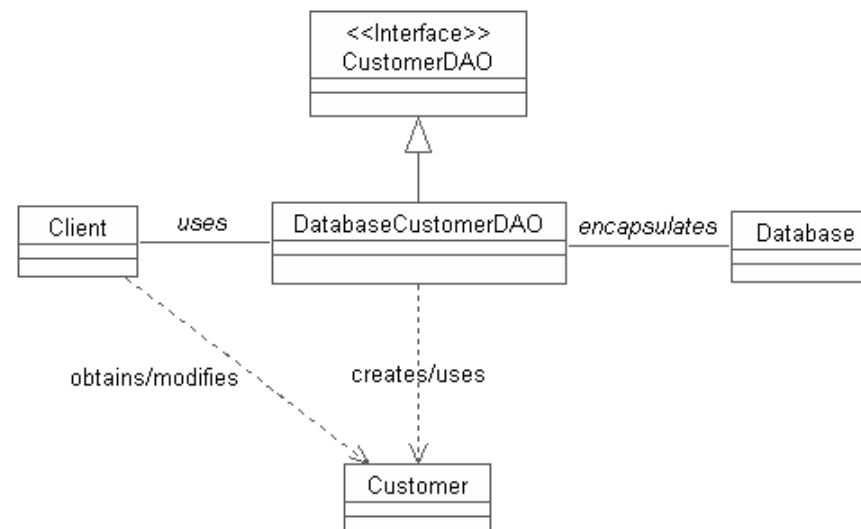 <<Interface>>
CustomerDAO
Client
uses
DatabaseCustomerDAO
encapsulates
Database
obtains/modifies
creates/uses
Customer